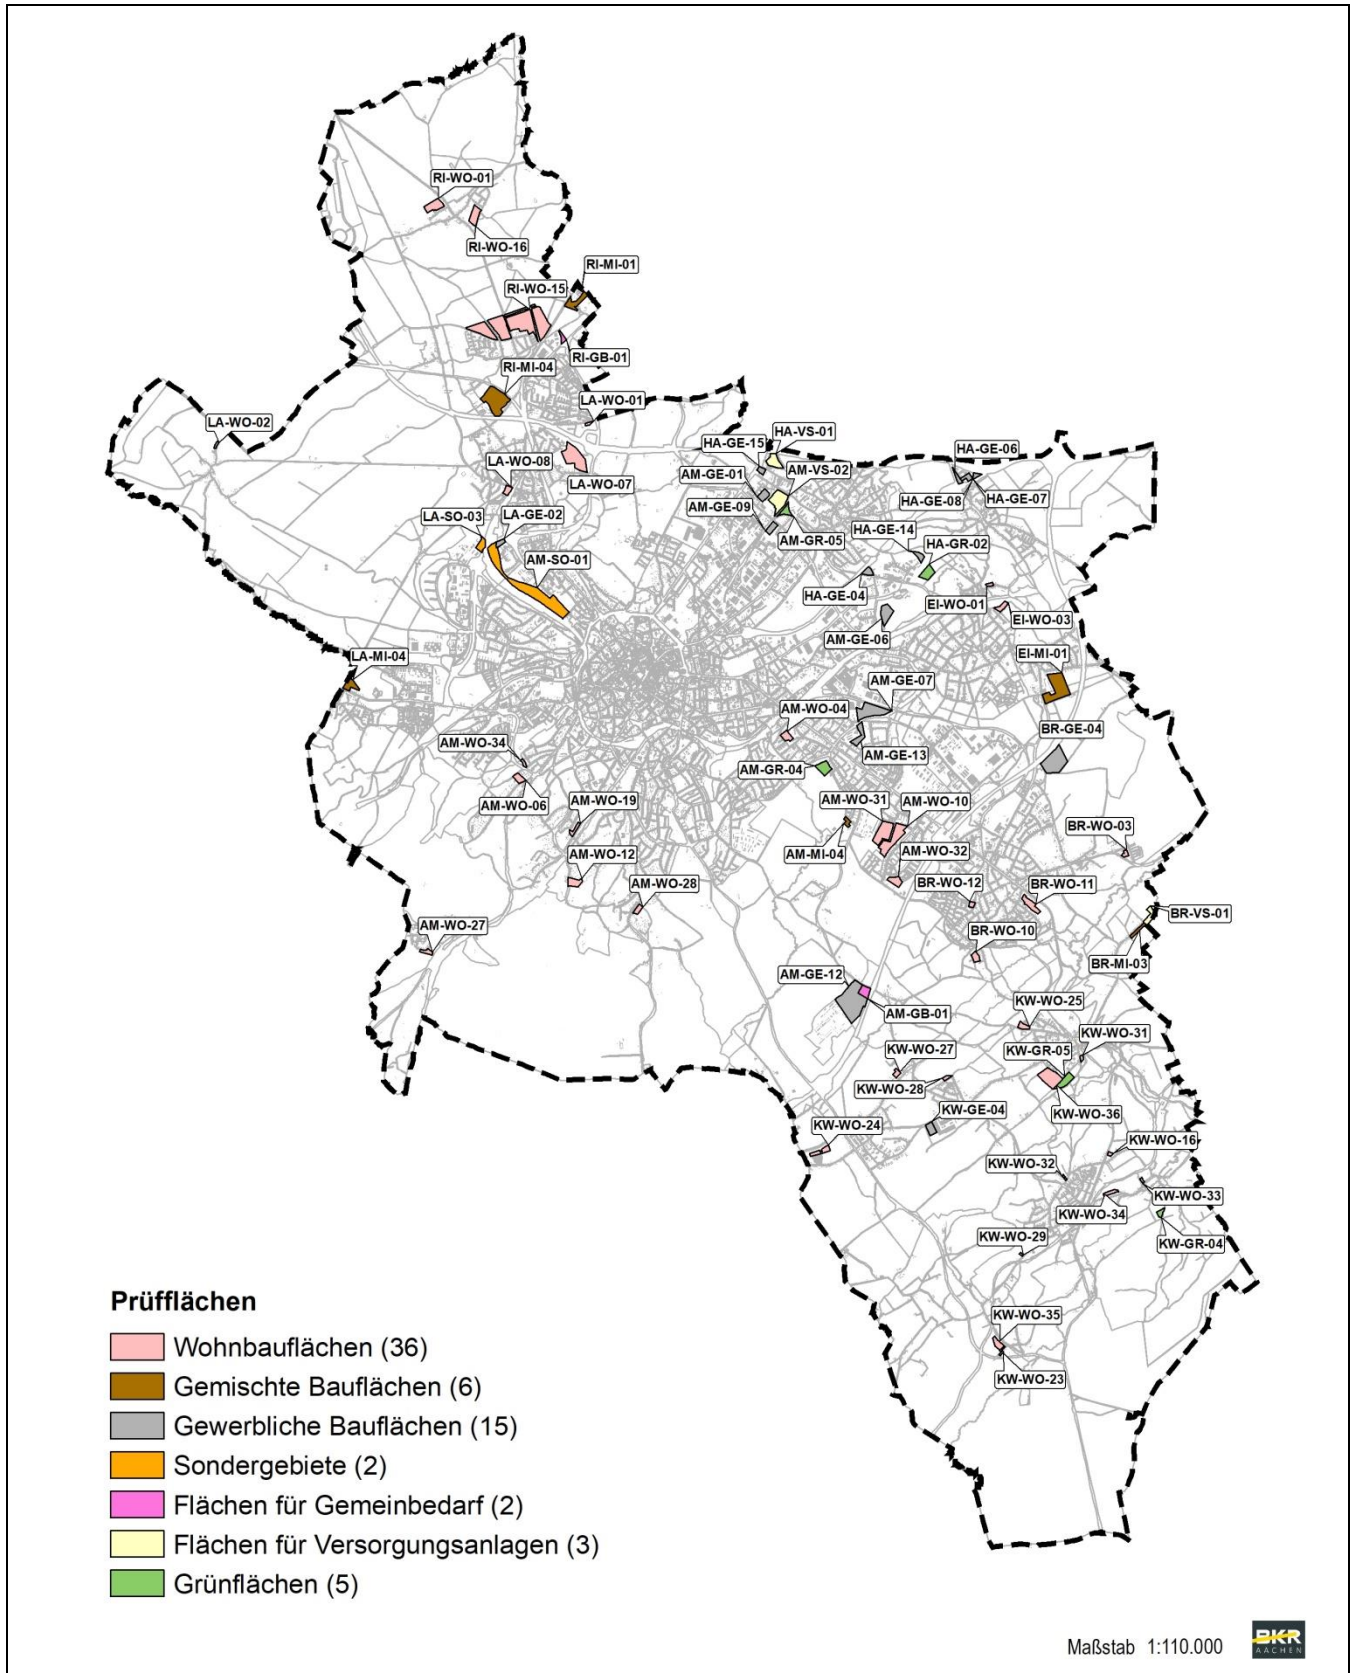 RI-WO-01
RI-WO-16
RI-MI-01
RI-WO-15
RI-GB-01
RI-MI-04
LA-WO-01
LA-WO-02
HA-VS-01
HA-GE-15
HA-GE-06
LA-WO-08
AM-GE-01
AM-VS-02
LA-WO-07
HA-GE-07
HA-GE-08
AM-GE-09
LA-SO-03
LA-GE-02
HA-GE-14
AM-GR-05
HA-GR-02
AM-SO-01
HA-GE-04
EI-WO-01
EI-WO-03
AM-GE-06
EI-MI-01
LA-MI-04
AM-GE-07
AM-WO-04
BR-GE-04
AM-WO-34
AM-GE-13
AM-GR-04
AM-WO-06
AM-WO-19
AM-WO-31
AM-WO-10
BR-WO-03
AM-WO-12
AM-MI-04
AM-WO-32
AM-WO-28
BR-WO-12
BR-WO-11
BR-VS-01
AM-WO-27
BR-WO-10
BR-MI-03
AM-GE-12
KW-WO-25
AM-GB-01
KW-WO-31
KW-WO-27
KW-GR-05
KW-WO-28
KW-GE-04
KW-WO-36
KW-WO-24
KW-WO-16
KW-WO-32
KW-WO-33
KW-WO-34
KW-WO-29
KW-GR-04
KW-WO-35
KW-WO-23
Prüfflächen
Wohnbauflächen (36)
Gemischte Bauflächen (6)
Gewerbliche Bauflächen (15)
Sondergebiete (2)
Flächen für Gemeinbedarf (2)
Flächen für Versorgungsanlagen (3)
Grünflächen (5)
Maßstab 1:110.000
BKR
AACHEN